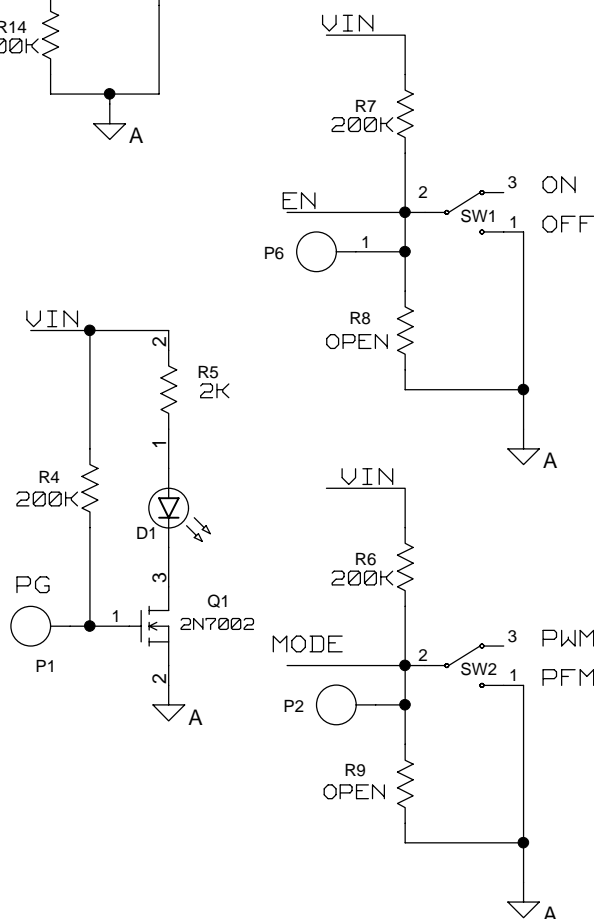 R14
VIN
R7
200K
A
EN
2
3
ON
SW1
1
OFF
P6
1
R8
OPEN
A
VIN
2
R5
2K
1
R4
200K
D1
3
PG
1
Q1
2N7002
P1
2
A
VIN
R6
200K
MODE
2
3
PWM
SW2
1
PFM
P2
R9
OPEN
A